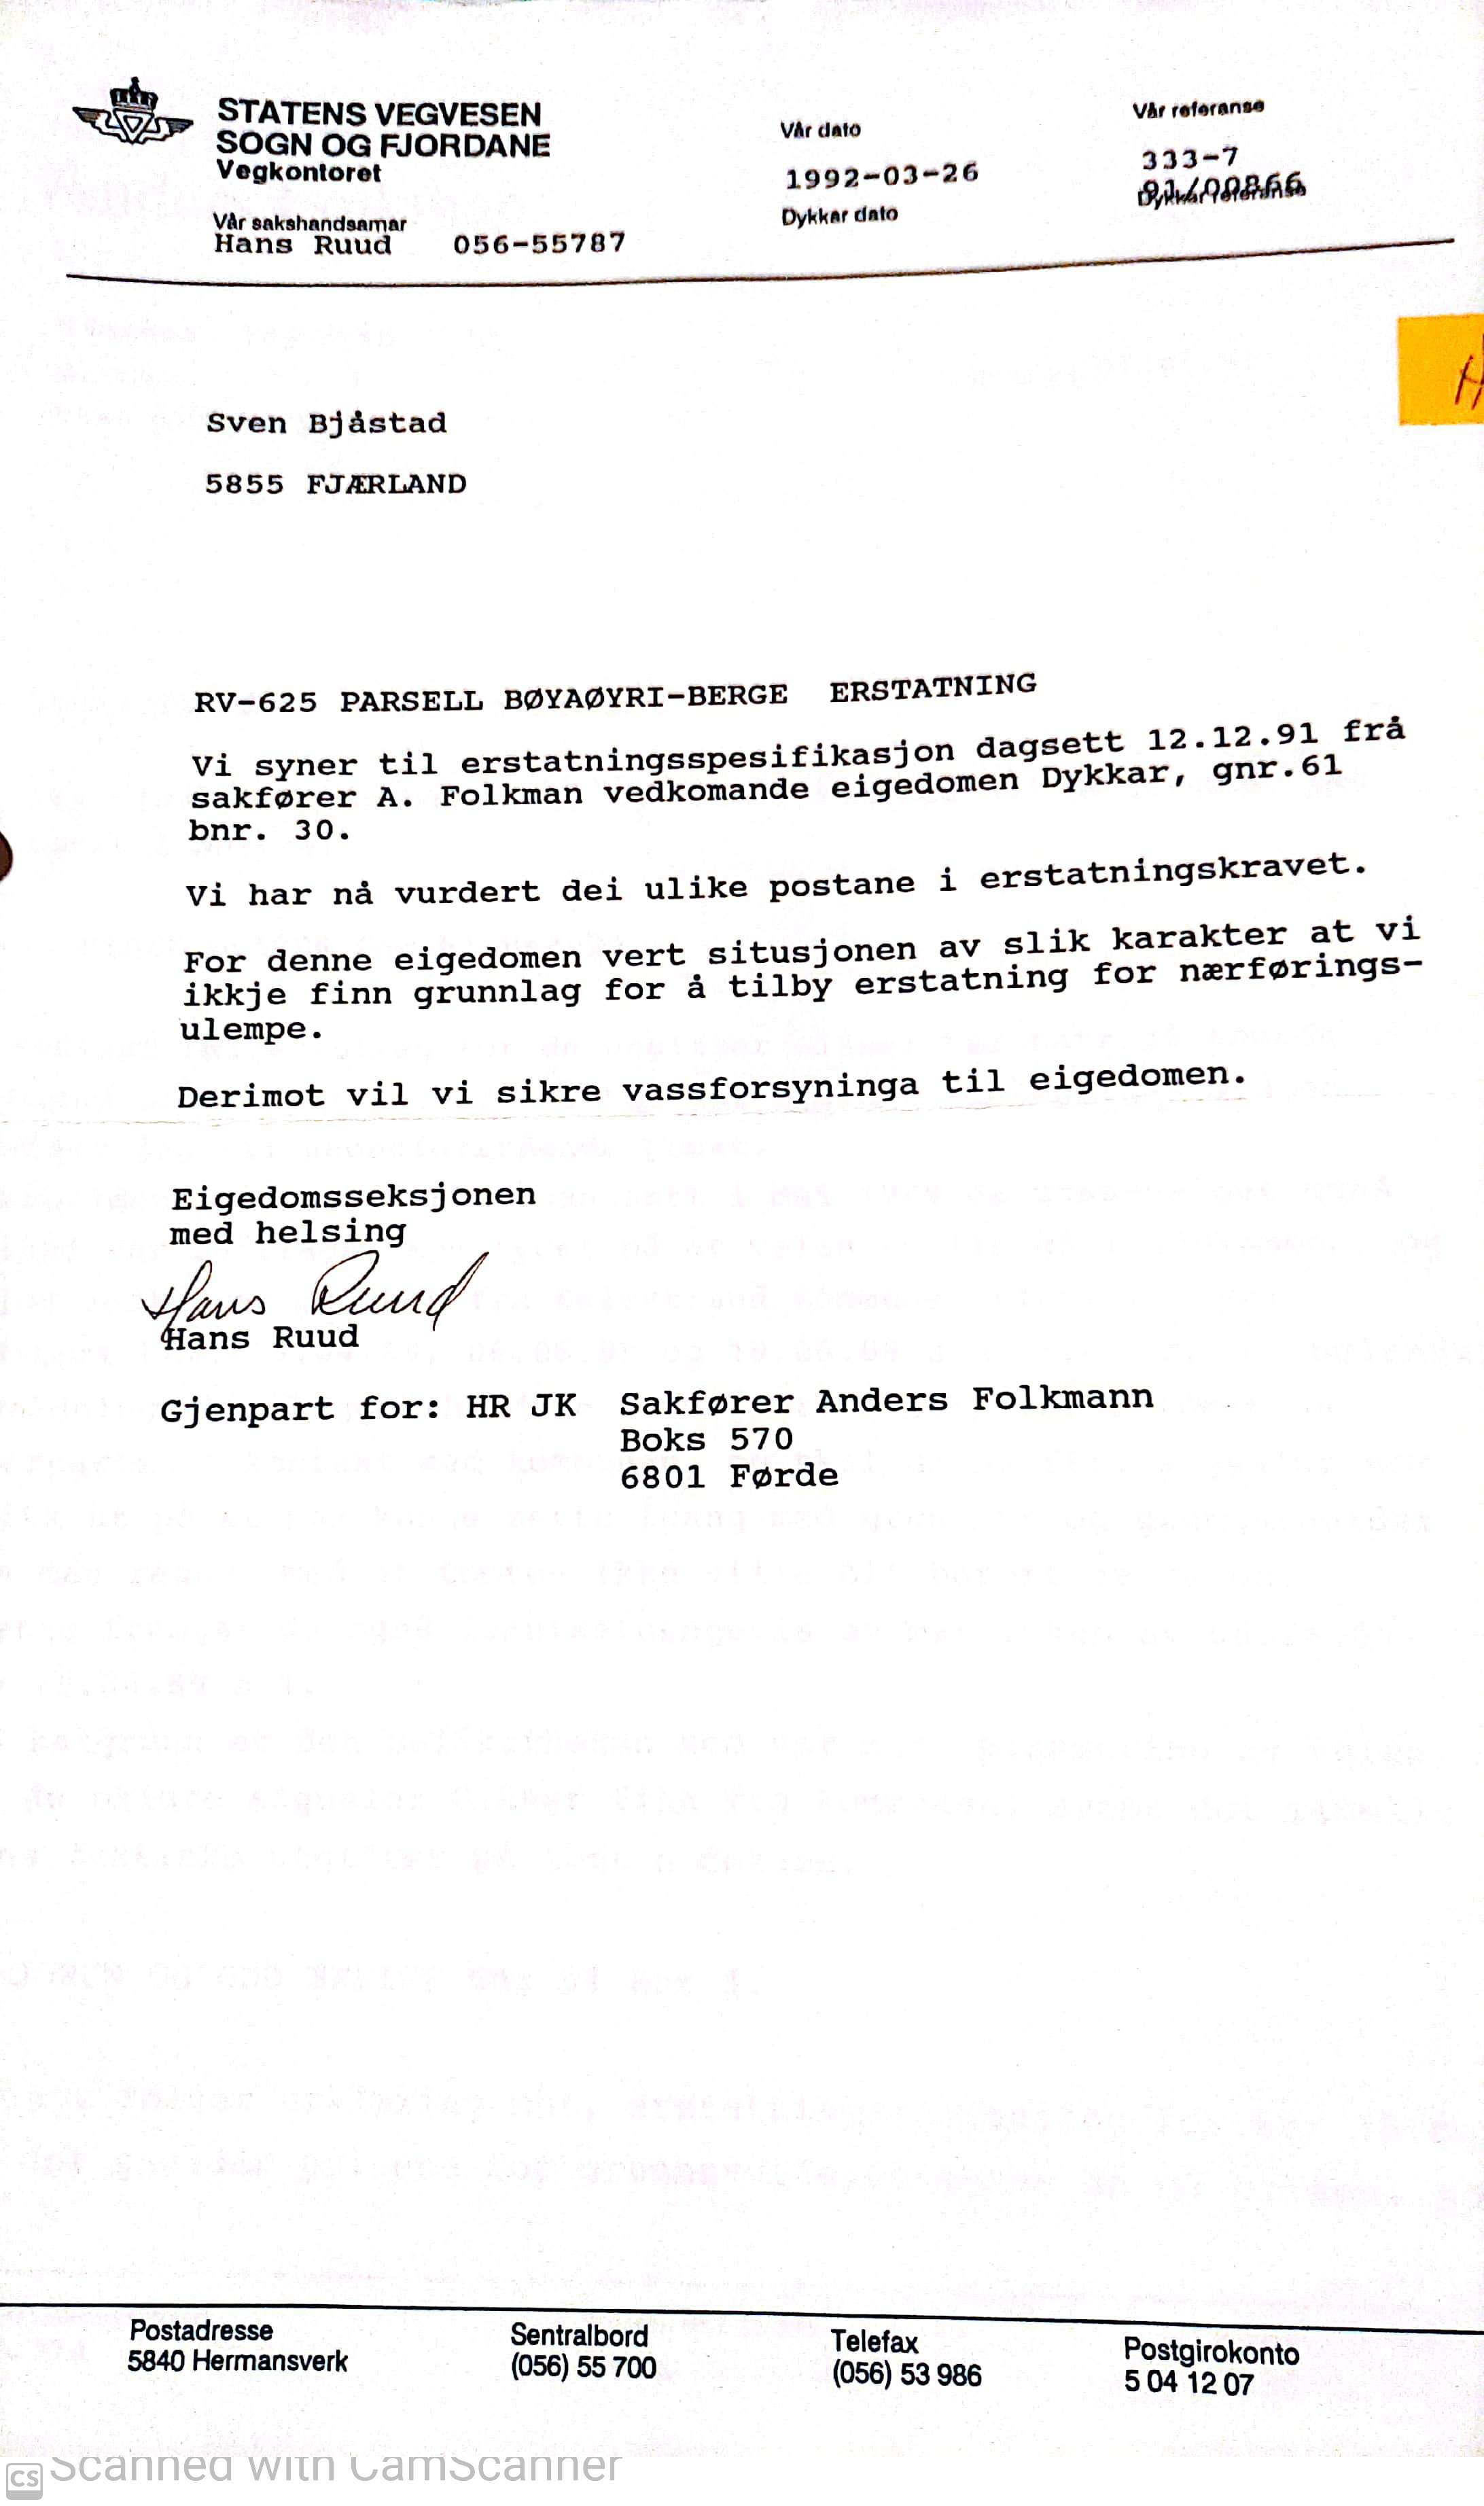 STATENS VEGVESEN
SOGN OG FJORDANE
Vegkontoret
Vår sakshandsamar
Hans Ruud 056-55787
Vår dato
1992-03-26
Dykkar dato
Vår referanse
333-7
91/00866
Dykkar referanse
H
Sven Bjåstad
5855 FJÆRLAND
RV-625 PARSELL BØYAØYRI-BERGE ERSTATNING
Vi syner til erstatningsspesifikasjon dagsett 12.12.91 frå
sakfører A. Folkman vedkomande eigedomen Dykkar, gnr.61
bnr. 30.
Vi har nå vurdert dei ulike postane i erstatningskravet.
For denne eigedomen vert situsjonen av slik karakter at vi
ikkje finn grunnlag for å tilby erstatning for nærførings-
ulempe.
Derimot vil vi sikre vassforsyninga til eigedomen.
Eigedomsseksjonen
med helsing
Hans Ruud
Hans Ruud
Gjenpart for: HR JK Sakfører Anders Folkmann
Boks 570
6801 Førde
Postadresse
5840 Hermansverk
Sentralbord
(056) 55 700
Telefax
(056) 53 986
Postgirokonto
5 04 12 07
CS Scanned with CamScanner